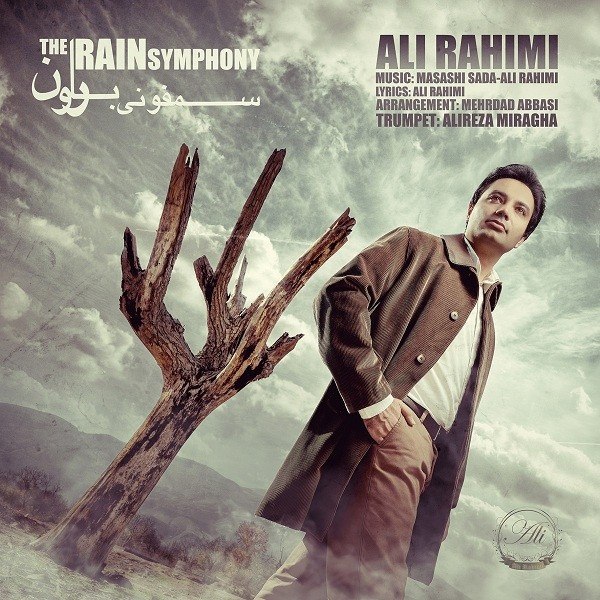 THE RAIN SYMPHONY
سمفونی بارون
ALI RAHIMI
MUSIC: MASASHI SADA-ALI RAHIMI
LYRICS: ALI RAHIMI
ARRANGEMENT: MEHRDAD ABBASI
TRUMPET: ALIREZA MIRAGHA
Ali